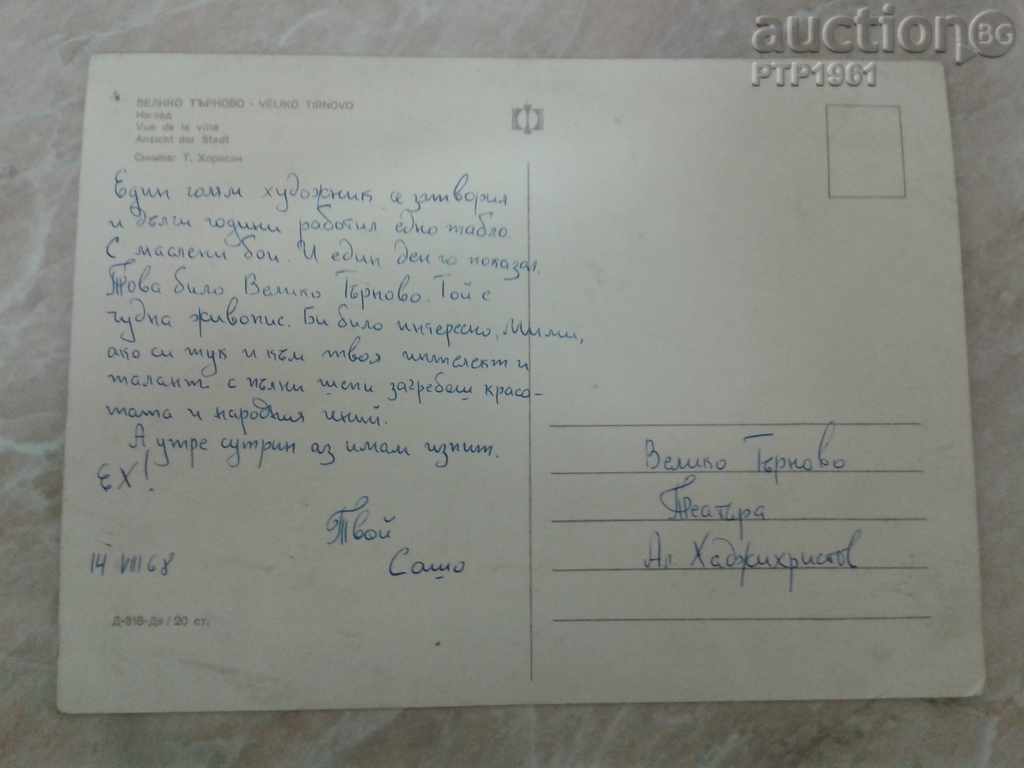 auction BG
PTP1961
ВЕЛИКО ТЪРНОВО - VELIKO TIRNOVO
Изглед
Vue de la ville
Ansicht der Stadt
Снимка: Т. Хорисян
Един голям художник се затворил
и дълги години работил едно табло.
С маслени бои. И един ден го показал.
Това било Велико Търново. Той е
чудна живопис. Би било интересно, Мими,
ако си тук и към твоя интелект и
талант с пълни шепи загребеш красо-
тата и народния гений.
А утре сутрин аз имам изпит.
ЕХ!
Твой
Сашо
14 VIII 68
Д-816-Дя / 20 ст.
Велико Търново
Театъра
Ал Хаджихристов